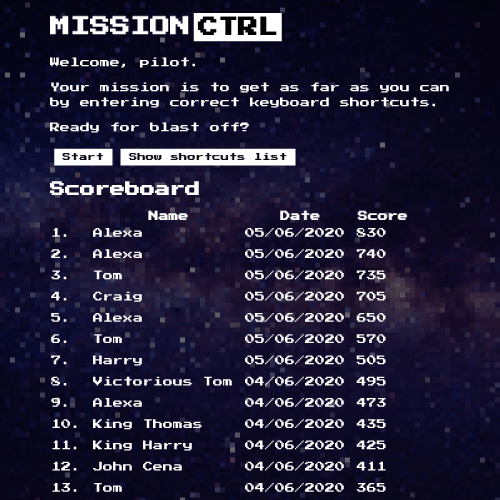 MISSION CTRL
Welcome, pilot.
Your mission is to get as far as you can
by entering correct keyboard shortcuts.
Ready for blast off?
Start Show shortcuts list
Scoreboard
Name Date Score
1. Alexa 05/06/2020 830
2. Alexa 05/06/2020 740
3. Tom 05/06/2020 735
4. Craig 05/06/2020 705
5. Alexa 05/06/2020 650
6. Tom 05/06/2020 570
7. Harry 05/06/2020 505
8. Victorious Tom 04/06/2020 495
9. Alexa 04/06/2020 473
10. King Thomas 04/06/2020 435
11. King Harry 04/06/2020 425
12. John Cena 04/06/2020 411
13. Tom 04/06/2020 365